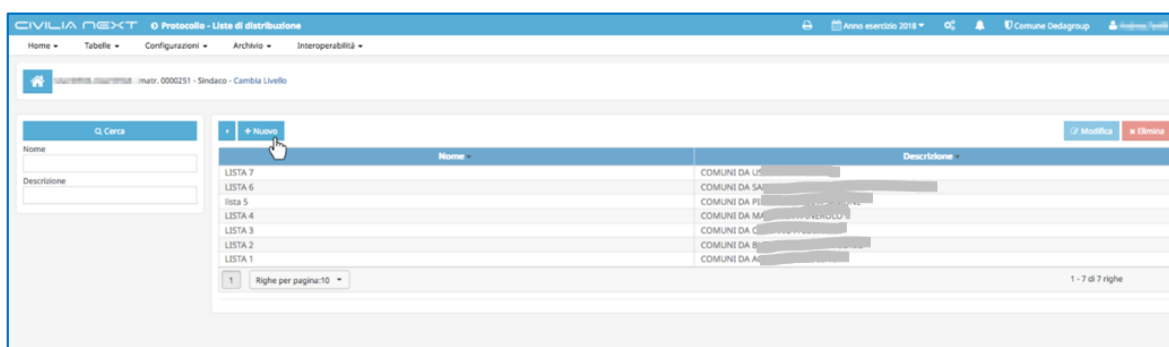 CIVILIA NEXT Protocollo - Liste di distribuzione Anno esercizio 2018 Comune Dedagroup
Home Tabelle Configurazioni Archivio Interoperabilità
matr. 0000251 - Sindaco - Cambia Livello
Cerca + Nuovo Modifica × Elimina
Nome
Descrizione
Nome Descrizione
LISTA 7 COMUNI DA
LISTA 6 COMUNI DA
lista 5 COMUNI DA
LISTA 4 COMUNI DA
LISTA 3 COMUNI DA
LISTA 2 COMUNI DA
LISTA 1 COMUNI DA
1 Righe per pagina:10 1 - 7 di 7 righe